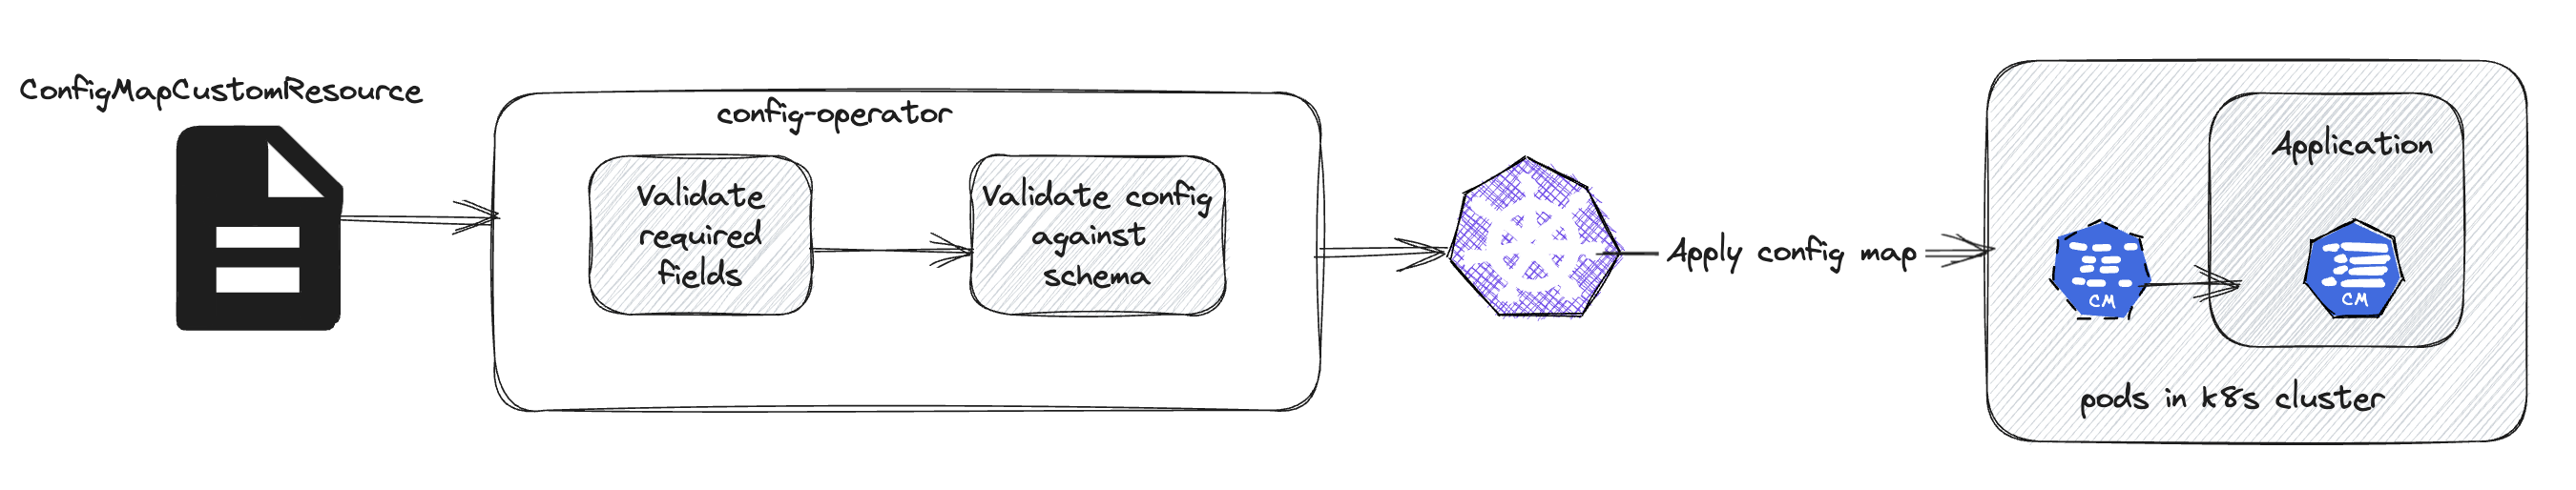 ConfigMapCustomResource
config-operator
Validate
required
fields
Validate config
against
schema
Apply config map
Application
CM
CM
pods in k8s cluster